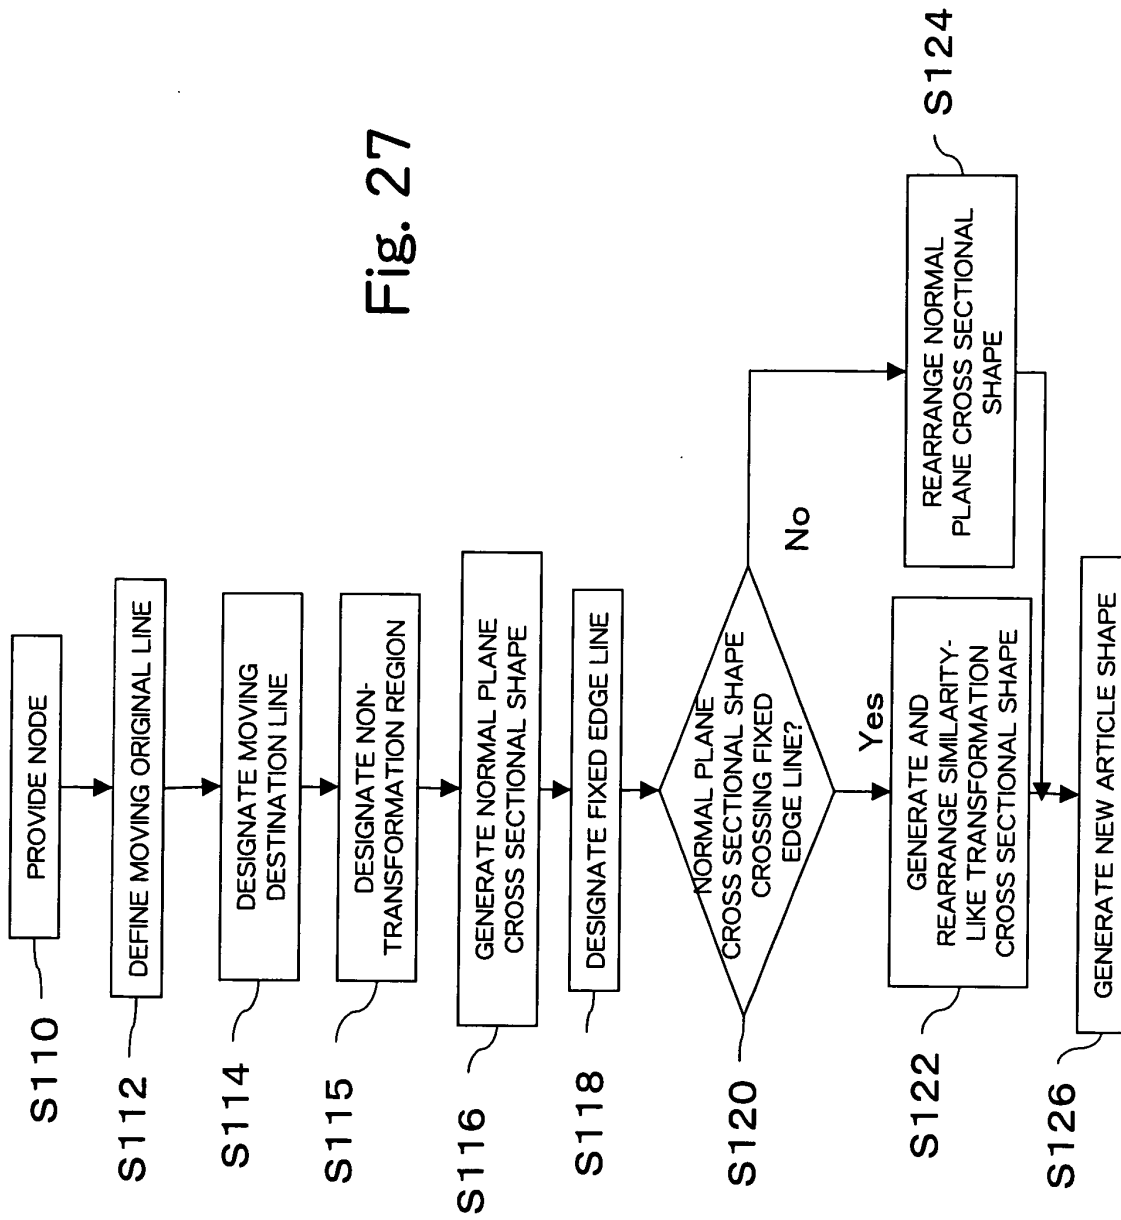 Fig. 27
S110
PROVIDE NODE
S112
DEFINE MOVING ORIGINAL LINE
S114
DESIGNATE MOVING
DESTINATION LINE
S115
DESIGNATE NON-
TRANSFORMATION REGION
S116
GENERATE NORMAL PLANE
CROSS SECTIONAL SHAPE
S118
DESIGNATE FIXED EDGE LINE
S120
NORMAL PLANE
CROSS SECTIONAL SHAPE
CROSSING FIXED
EDGE LINE?
Yes
No
S122
GENERATE AND
REARRANGE SIMILARITY-
LIKE TRANSFORMATION
CROSS SECTIONAL SHAPE
S124
REARRANGE NORMAL
PLANE CROSS SECTIONAL
SHAPE
S126
GENERATE NEW ARTICLE SHAPE